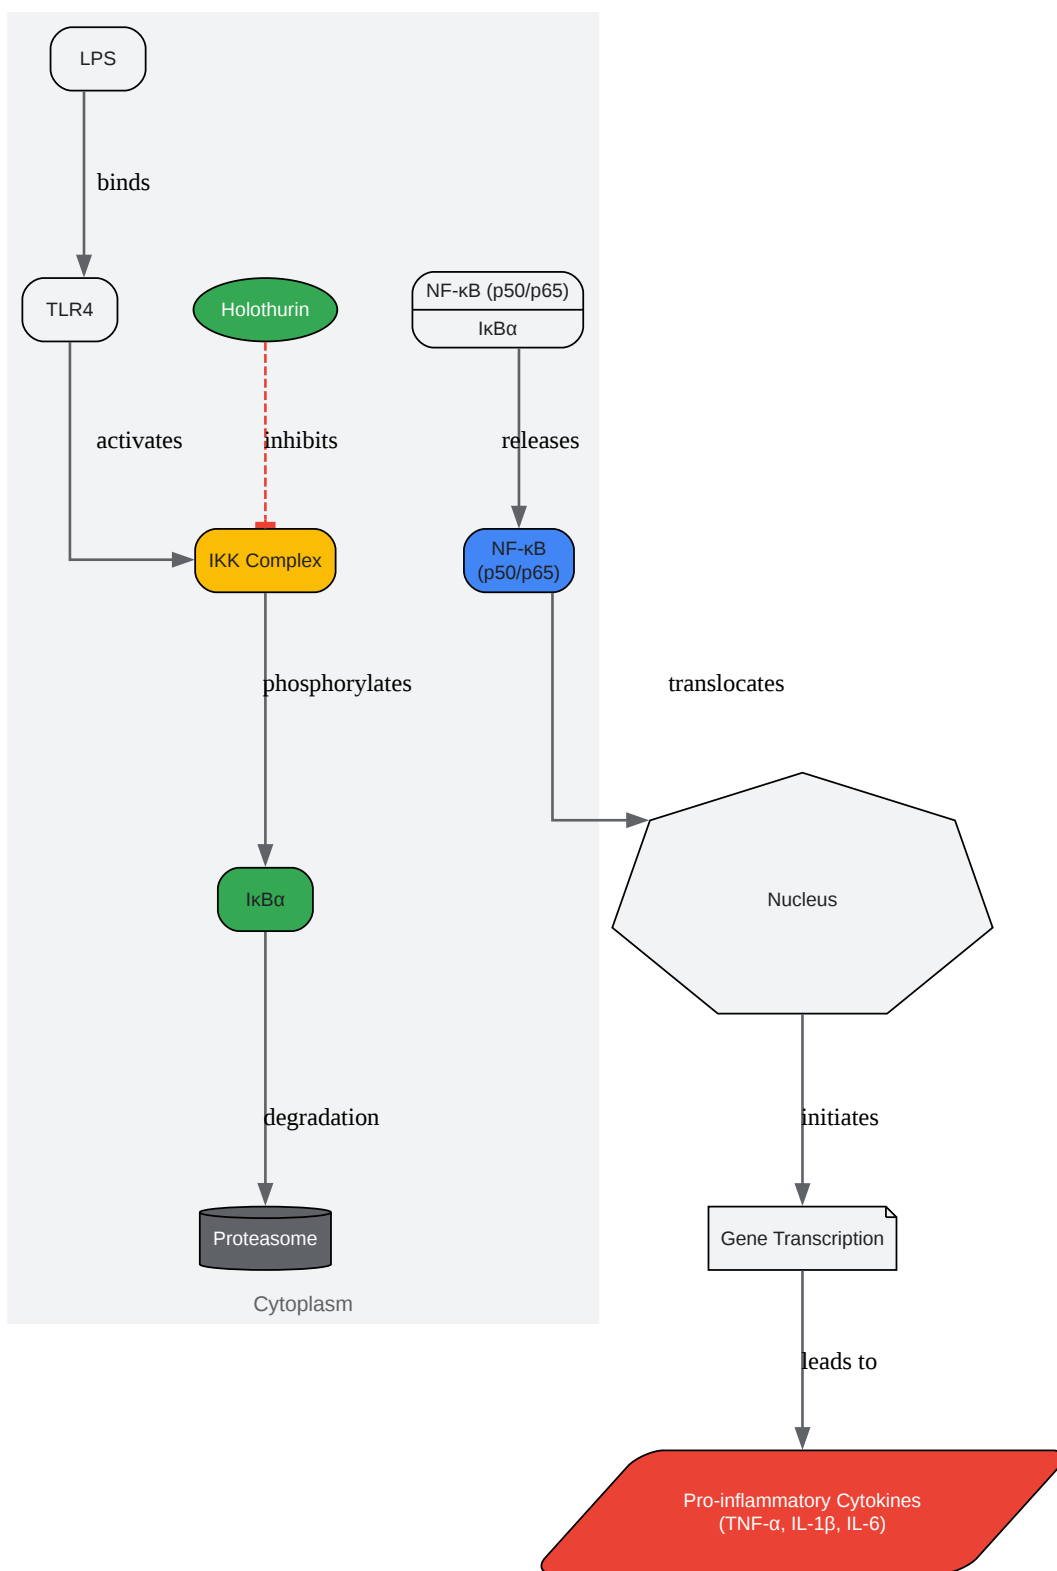 LPS
binds
TLR4
Holothurin
NF-κB (p50/p65)
IκBα
activates
inhibits
releases
IKK Complex
NF-κB
(p50/p65)
phosphorylates
translocates
IκBα
Nucleus
degradation
initiates
Proteasome
Gene Transcription
Cytoplasm
leads to
Pro-inflammatory Cytokines
(TNF-α, IL-1β, IL-6)